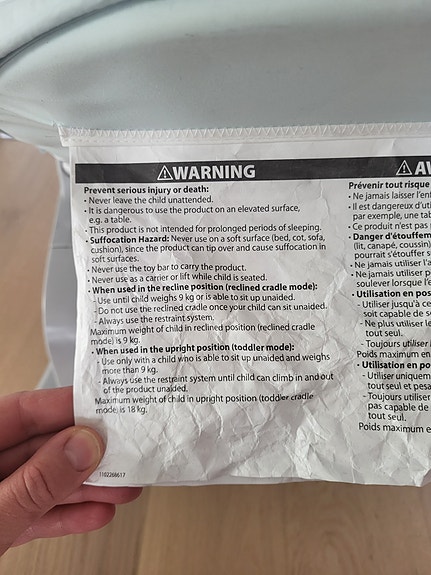 ⚠WARNING
Prevent serious injury or death:
• Never leave the child unattended.
• It is dangerous to use the product on an elevated surface,
e.g. a table.
• This product is not intended for prolonged periods of sleeping.
• Suffocation Hazard: Never use on a soft surface (bed, cot, sofa,
cushion), since the product can tip over and cause suffocation in
soft surfaces.
• Never use the toy bar to carry the product.
• Never use as a carrier or lift while child is seated.
• When used in the recline position (reclined cradle mode):
- Use until child weighs 9 kg or is able to sit up unaided.
- Do not use the reclined cradle once your child can sit unaided.
- Always use the restraint system.
Maximum weight of child in reclined position (reclined cradle
mode) is 9 kg.
• When used in the upright position (toddler mode):
- Use only with a child who is able to sit up unaided and weighs
more than 9 kg.
- Always use the restraint system until child can climb in and out
of the product unaided.
Maximum weight of child in upright position (toddler cradle
mode) is 18 kg.
1102268617
⚠AV
Prévenir tout risque
• Ne jamais laisser l'enf
• Il est dangereux d'uti
par exemple, une tab
• Ce produit n'est pas
• Danger d'étouffem
(lit, canapé, coussin)
pourrait s'étouffer s
• Ne jamais utiliser l'a
• Ne jamais utiliser p
soulever lorsque l'e
• Utilisation en pos
- Utiliser jusqu'à ce
soit capable de s
- Ne plus utiliser le
tout seul.
- Toujours utiliser
Poids maximum en
• Utilisation en po
- Utiliser uniquem
tout seul et pesa
- Toujours utiliser
pas capable de
tout seul.
Poids maximum e